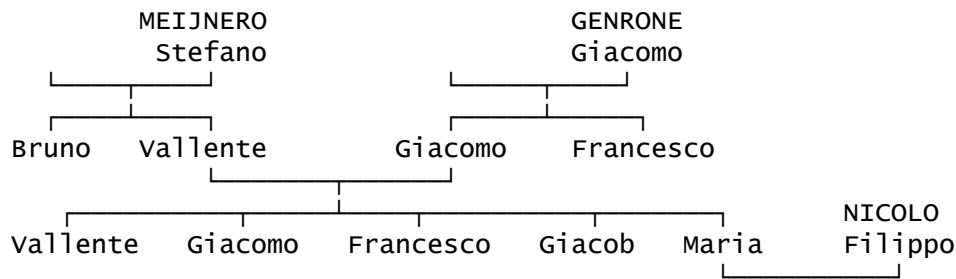 MEIJNERO GENRONE
Stefano Giacomo
Bruno Vallente Giacomo Francesco
NICOLO
Vallente Giacomo Francesco Giacob Maria Filippo